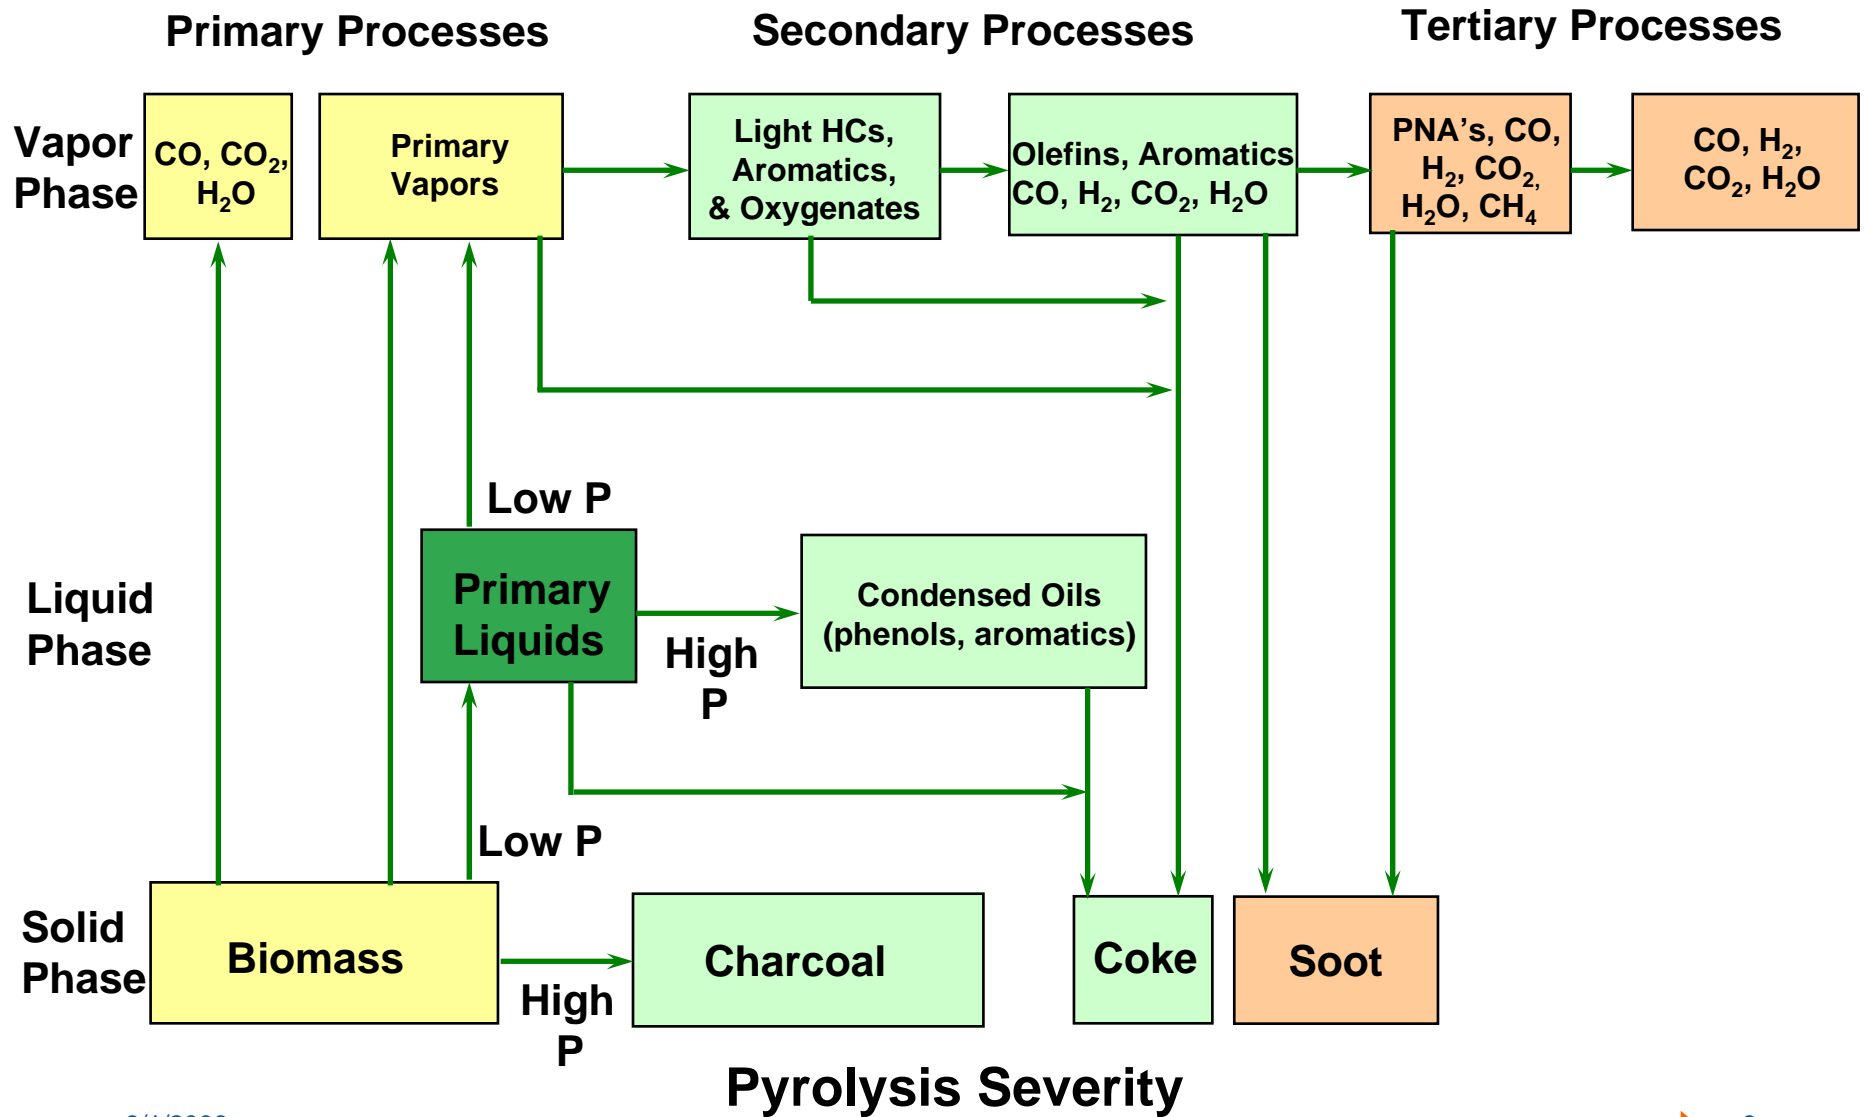 Primary Processes
Secondary Processes
Tertiary Processes
Vapor
Phase
CO, CO₂,
H₂O
Primary
Vapors
Light HCs,
Aromatics,
& Oxygenates
Olefins, Aromatics
CO, H₂, CO₂, H₂O
PNA's, CO,
H₂, CO₂,
H₂O, CH₄
CO, H₂,
CO₂, H₂O
Low P
Liquid
Phase
Primary
Liquids
High
P
Condensed Oils
(phenols, aromatics)
Low P
Solid
Phase
Biomass
High
P
Charcoal
Coke
Soot
Pyrolysis Severity